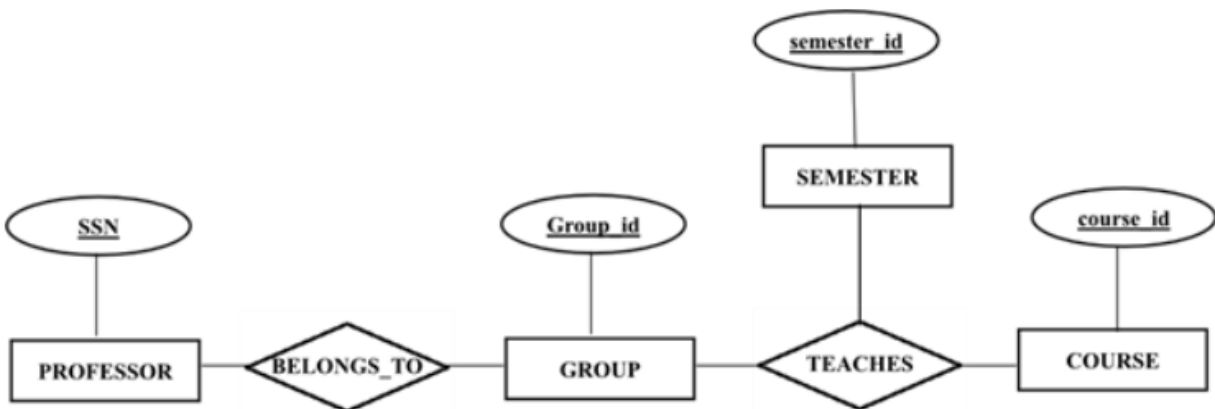 semester_id
SEMESTER
SSN
Group_id
course_id
PROFESSOR
BELONGS_TO
GROUP
TEACHES
COURSE